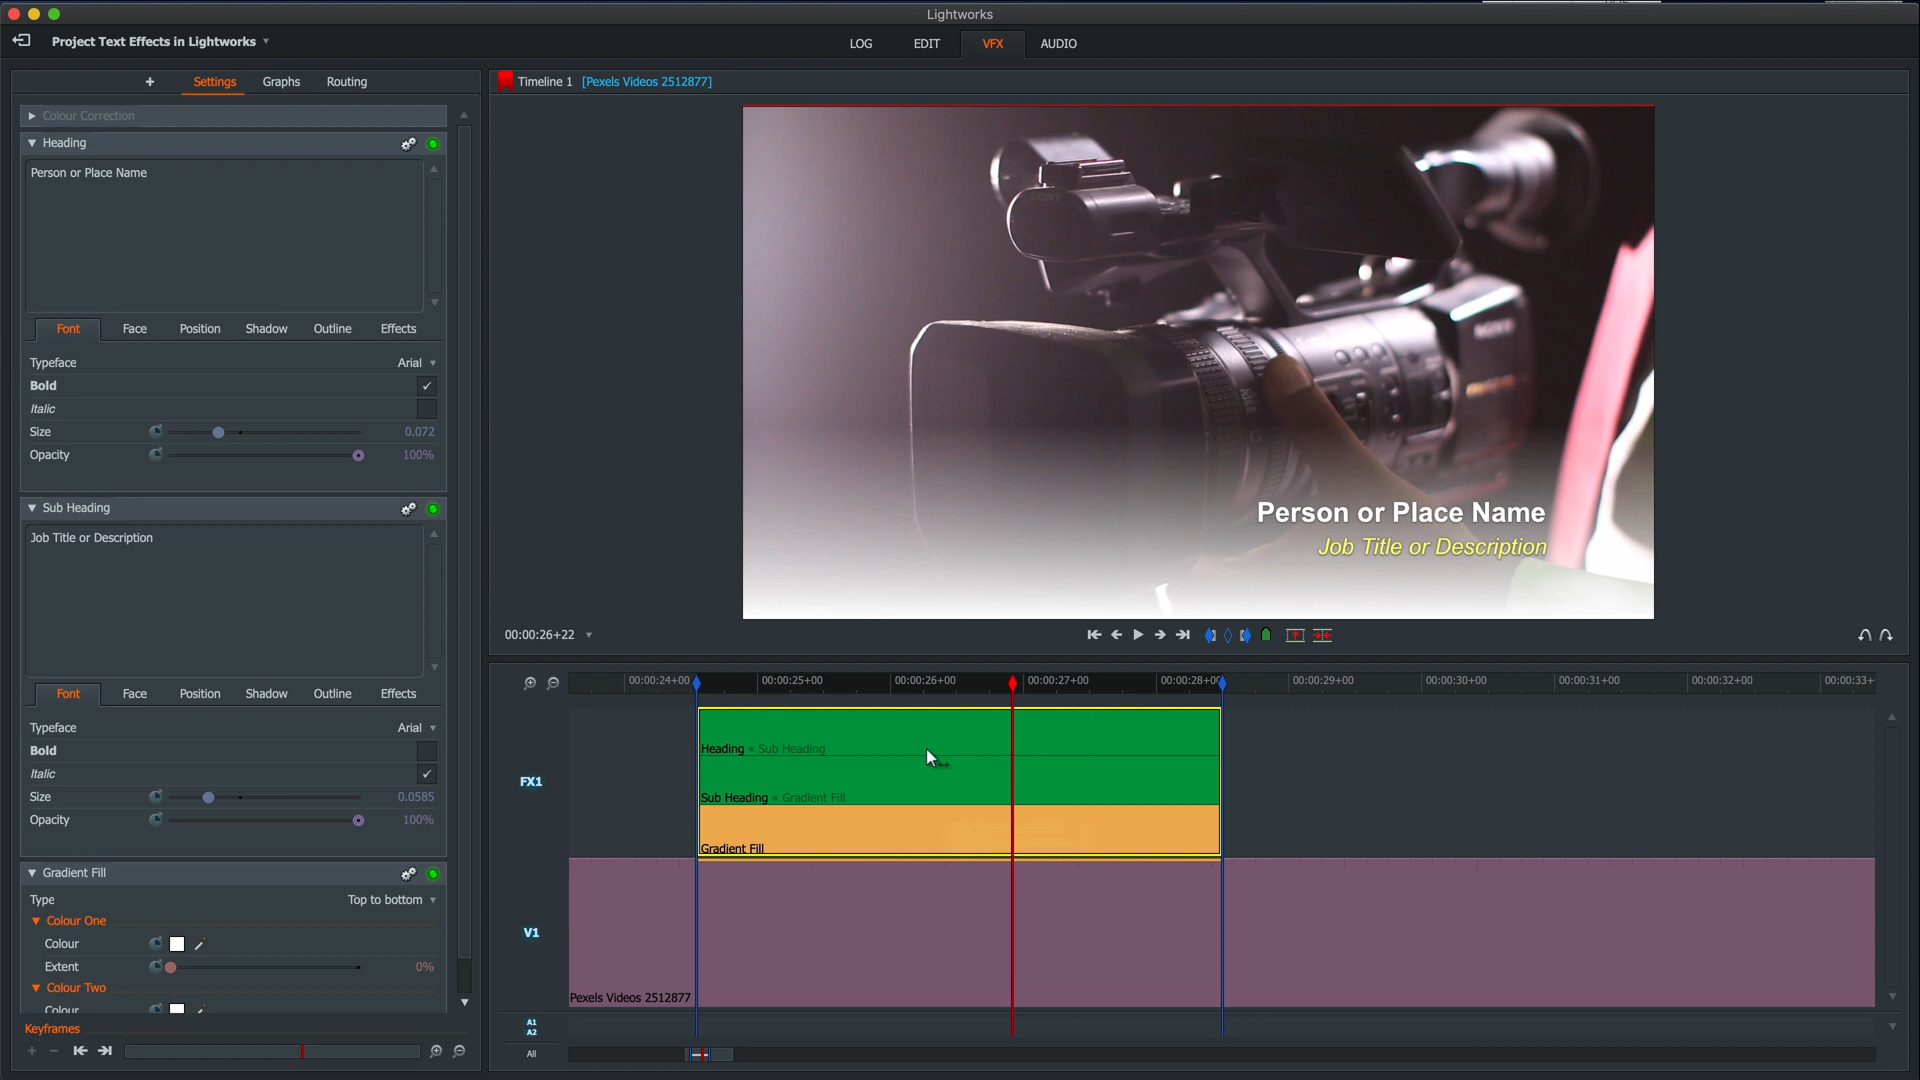 Lightworks
Project Text Effects in Lightworks
LOG
EDIT
VFX
AUDIO
+
Settings
Graphs
Routing
Timeline 1
[Pexels Videos 2512877]
Colour Correction
Heading
Person or Place Name
Font
Face
Position
Shadow
Outline
Effects
Typeface
Arial
Bold
Italic
Size
0.072
Opacity
100%
Sub Heading
Job Title or Description
Font
Face
Position
Shadow
Outline
Effects
Typeface
Arial
Bold
Italic
Size
0.0585
Opacity
100%
Gradient Fill
Type
Top to bottom
Colour One
Colour
Extent
0%
Colour Two
Colour
Keyframes
SONY
SONY
Person or Place Name
Job Title or Description
00:00:26+22
00:00:24+00
00:00:25+00
00:00:26+00
00:00:27+00
00:00:28+00
00:00:29+00
00:00:30+00
00:00:31+00
00:00:32+00
00:00:33+
FX1
Heading « Sub Heading
Sub Heading « Gradient Fill
Gradient Fill
V1
Pexels Videos 2512877
A1
A2
All